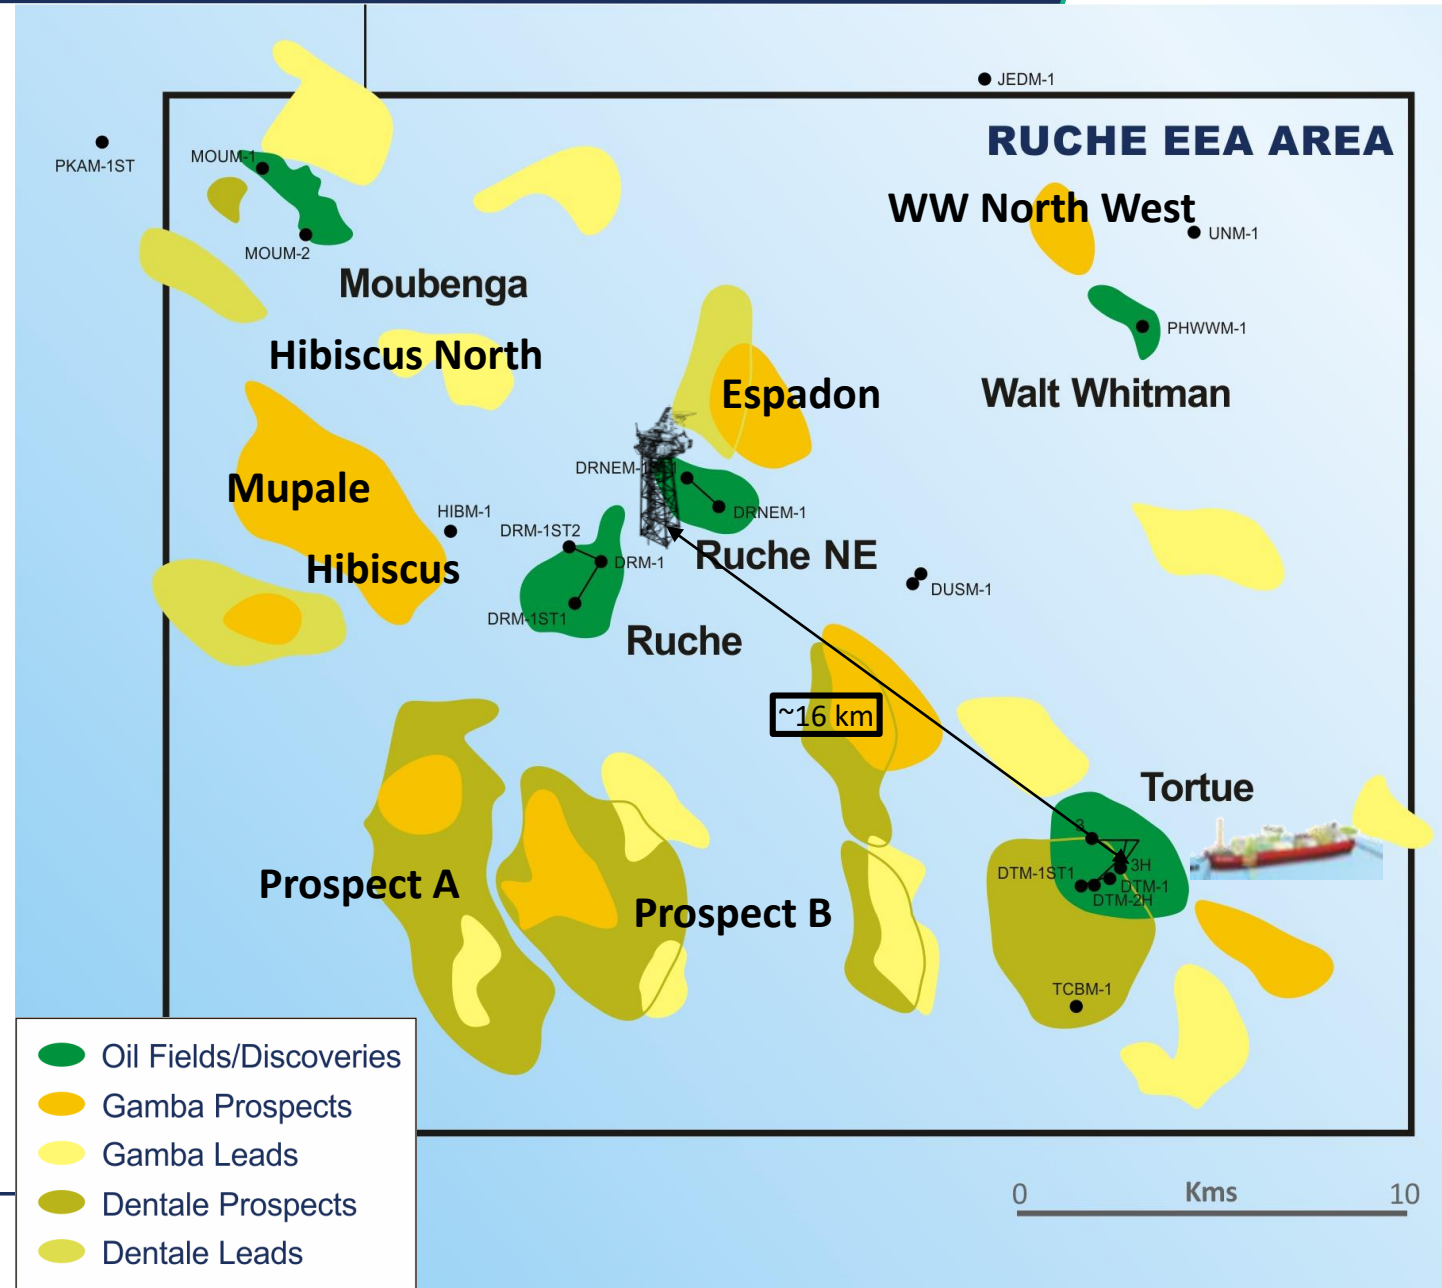 JEDM-1
RUCHE EEA AREA
PKAM-1ST
MOUM-1
WW North West
UNM-1
MOUM-2
Moubenga
PHWWM-1
Hibiscus North
Espadon
Walt Whitman
DRNEM-1ST1
Mupale
HIBM-1
DRNEM-1
DRM-1ST2
Ruche NE
DRM-1
Hibiscus
DUSM-1
DRM-1ST1
Ruche
~16 km
Tortue
3
3H
DTM-1ST1
DTM-1
DTM-2H
Prospect A
Prospect B
TCBM-1
Oil Fields/Discoveries
Gamba Prospects
Gamba Leads
Dentale Prospects
Dentale Leads
0 Kms 10